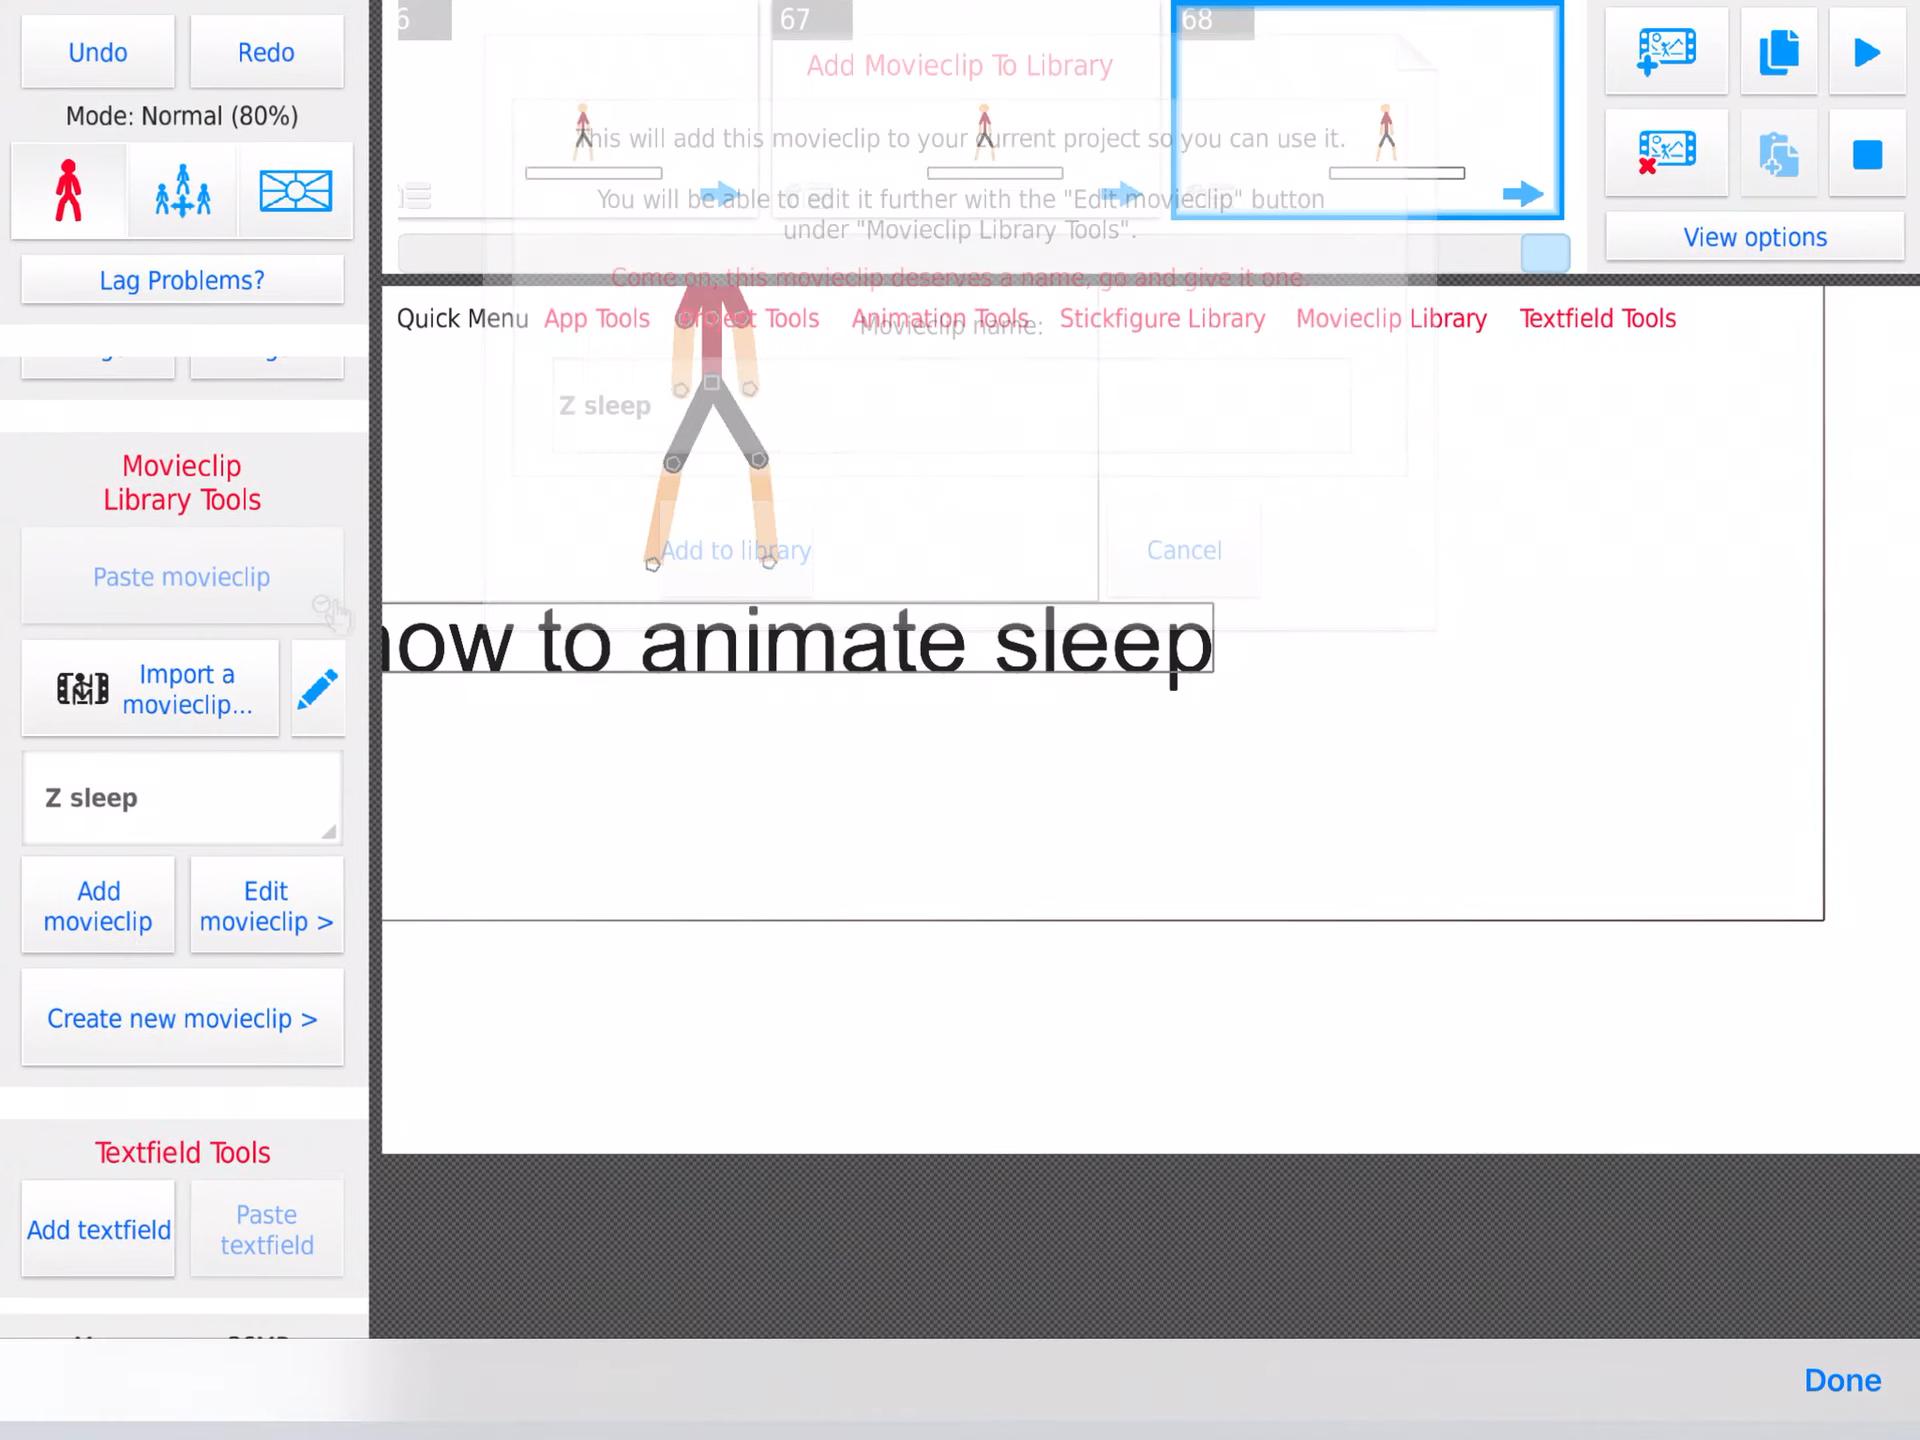 Undo
Redo
Mode: Normal (80%)
Lag Problems?
67
68
View options
Add Movieclip To Library
This will add this movieclip to your current project so you can use it.
You will be able to edit it further with the "Edit movieclip" button
under "Movieclip Library Tools".
Come on, this movieclip deserves a name, go and give it one.
Movieclip name:
Z sleep
Add to library
Cancel
Quick Menu
App Tools
Tools
Animation Tools
Stickfigure Library
Movieclip Library
Textfield Tools
how to animate sleep
Movieclip
Library Tools
Paste movieclip
Import a
movieclip...
Z sleep
Add
movieclip
Edit
movieclip >
Create new movieclip >
Textfield Tools
Add textfield
Paste
textfield
Done